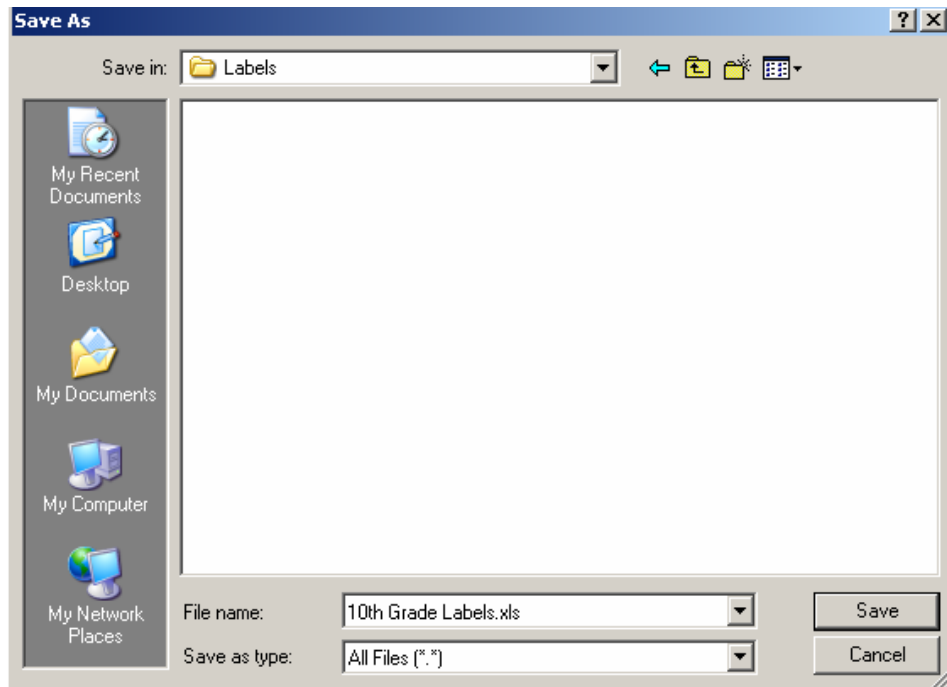 Save As
Save in: Labels
My Recent
Documents
Desktop
My Documents
My Computer
My Network
Places
File name: 10th Grade Labels.xls Save
Save as type: All Files (*.*) Cancel